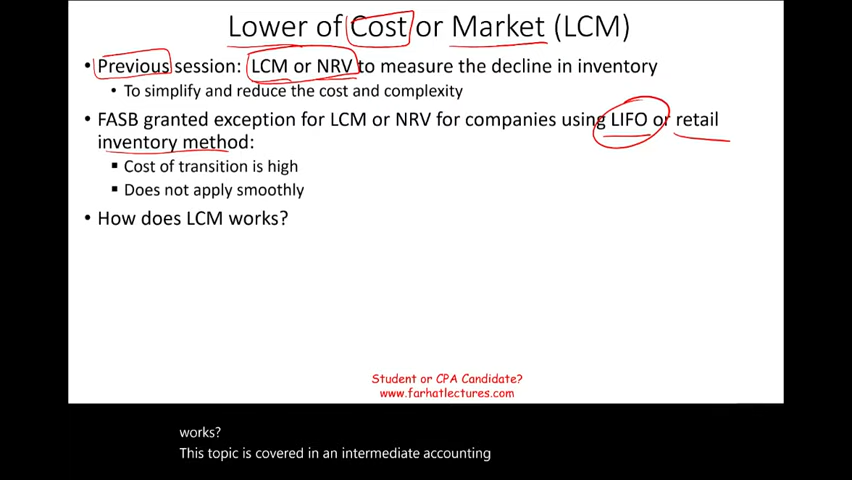 Lower of Cost or Market (LCM)
• Previous session: LCM or NRV to measure the decline in inventory
• To simplify and reduce the cost and complexity
• FASB granted exception for LCM or NRV for companies using LIFO or retail
inventory method:
▪ Cost of transition is high
▪ Does not apply smoothly
• How does LCM works?
Student or CPA Candidate?
www.farhatlectures.com
works?
This topic is covered in an intermediate accounting